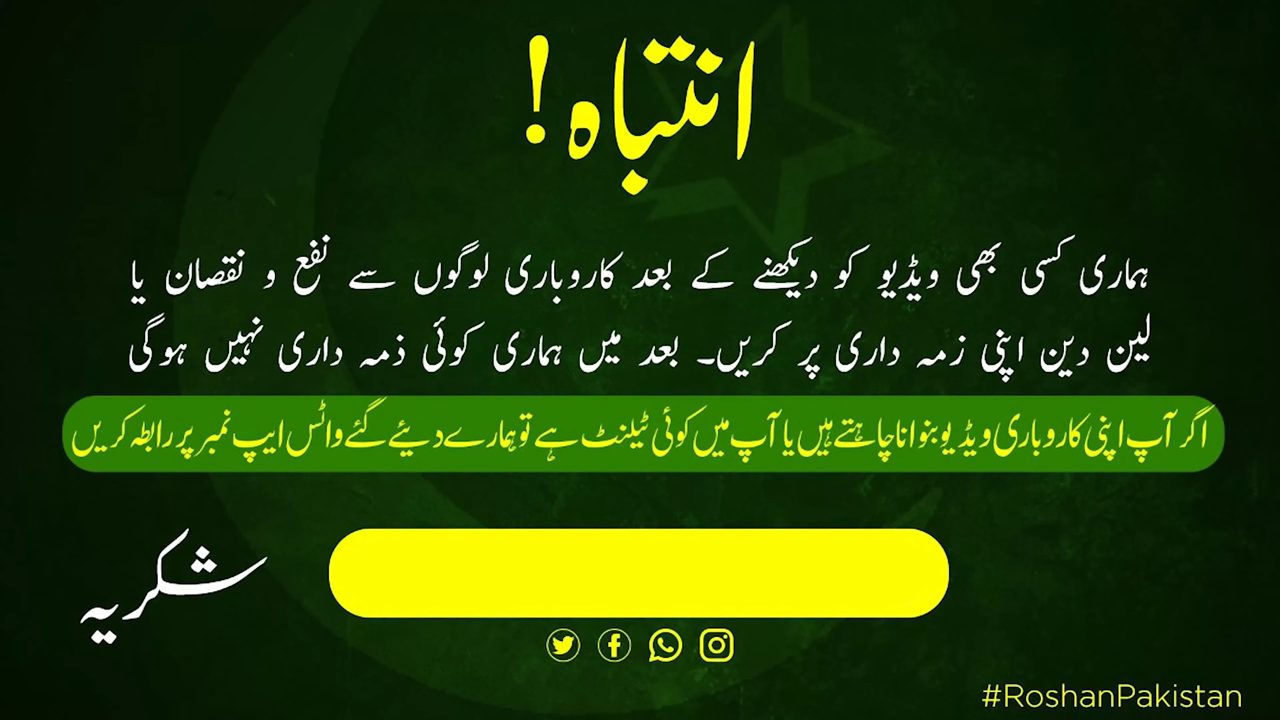 انتباہ!
ہماری کسی بھی ویڈیو کو دیکھنے کے بعد کاروباری لوگوں سے نفع و نقصان یا
لین دین اپنی زمہ داری پر کریں۔ بعد میں ہماری کوئی ذمہ داری نہیں ہوگی
اگر آپ اپنی کاروباری ویڈیو بنوانا چاہتے ہیں یا آپ میں کوئی ٹیلنٹ ہے تو ہمارے دیئے گئے واٹس ایپ نمبر پر رابطہ کریں
شکریہ
#RoshanPakistan